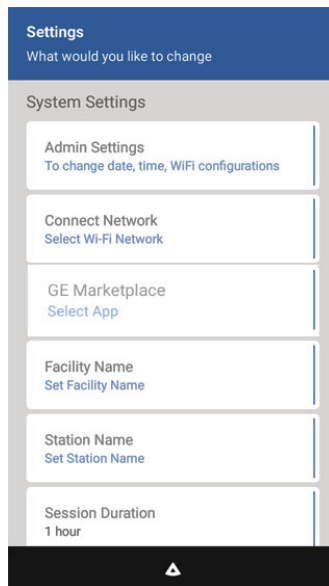 Settings
What would you like to change
System Settings
Admin Settings
To change date, time, WiFi configurations
Connect Network
Select Wi-Fi Network
GE Marketplace
Select App
Facility Name
Set Facility Name
Station Name
Set Station Name
Session Duration
1 hour